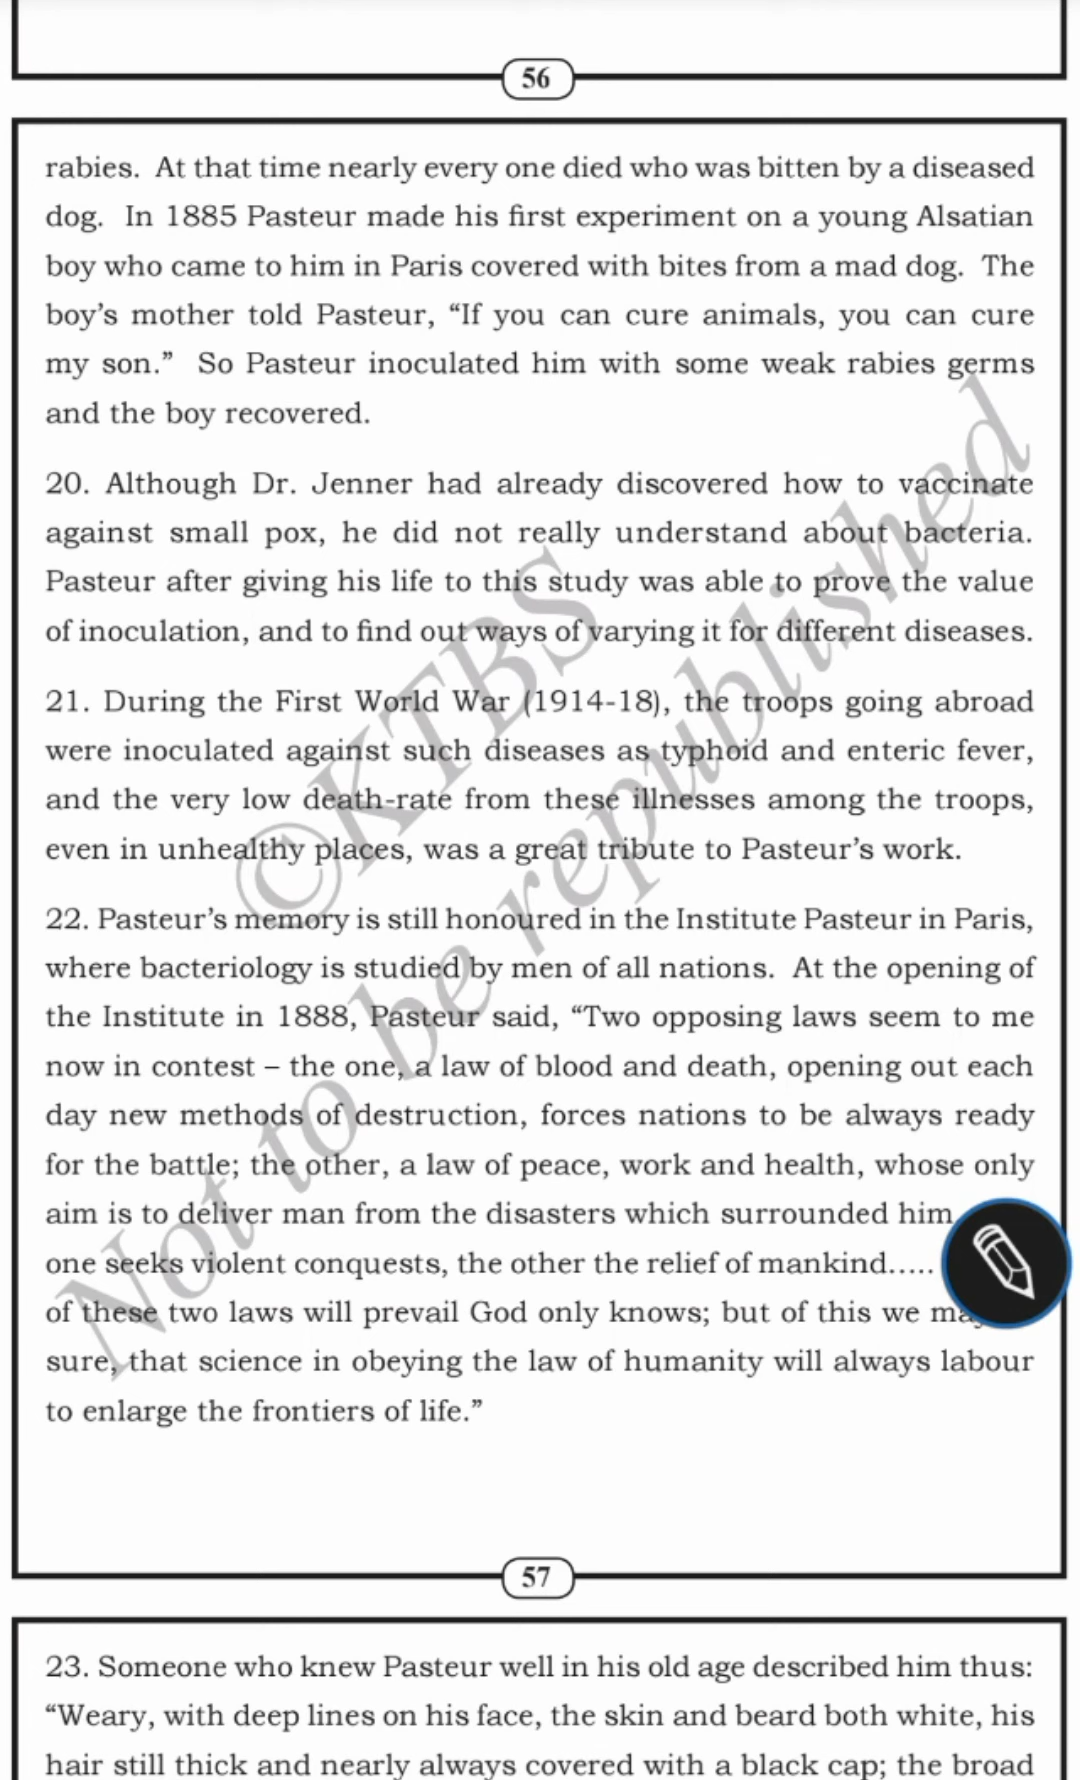 56
rabies. At that time nearly every one died who was bitten by a diseased
dog. In 1885 Pasteur made his first experiment on a young Alsatian
boy who came to him in Paris covered with bites from a mad dog. The
boy’s mother told Pasteur, “If you can cure animals, you can cure
my son.” So Pasteur inoculated him with some weak rabies germs
and the boy recovered.
20. Although Dr. Jenner had already discovered how to vaccinate
against small pox, he did not really understand about bacteria.
Pasteur after giving his life to this study was able to prove the value
of inoculation, and to find out ways of varying it for different diseases.
21. During the First World War (1914-18), the troops going abroad
were inoculated against such diseases as typhoid and enteric fever,
and the very low death-rate from these illnesses among the troops,
even in unhealthy places, was a great tribute to Pasteur’s work.
22. Pasteur’s memory is still honoured in the Institute Pasteur in Paris,
where bacteriology is studied by men of all nations. At the opening of
the Institute in 1888, Pasteur said, “Two opposing laws seem to me
now in contest – the one, a law of blood and death, opening out each
day new methods of destruction, forces nations to be always ready
for the battle; the other, a law of peace, work and health, whose only
aim is to deliver man from the disasters which surrounded him
one seeks violent conquests, the other the relief of mankind.....
of these two laws will prevail God only knows; but of this we
sure, that science in obeying the law of humanity will always labour
to enlarge the frontiers of life.”
©KTBS
Not to be republished
57
23. Someone who knew Pasteur well in his old age described him thus:
“Weary, with deep lines on his face, the skin and beard both white, his
hair still thick and nearly always covered with a black cap; the broad